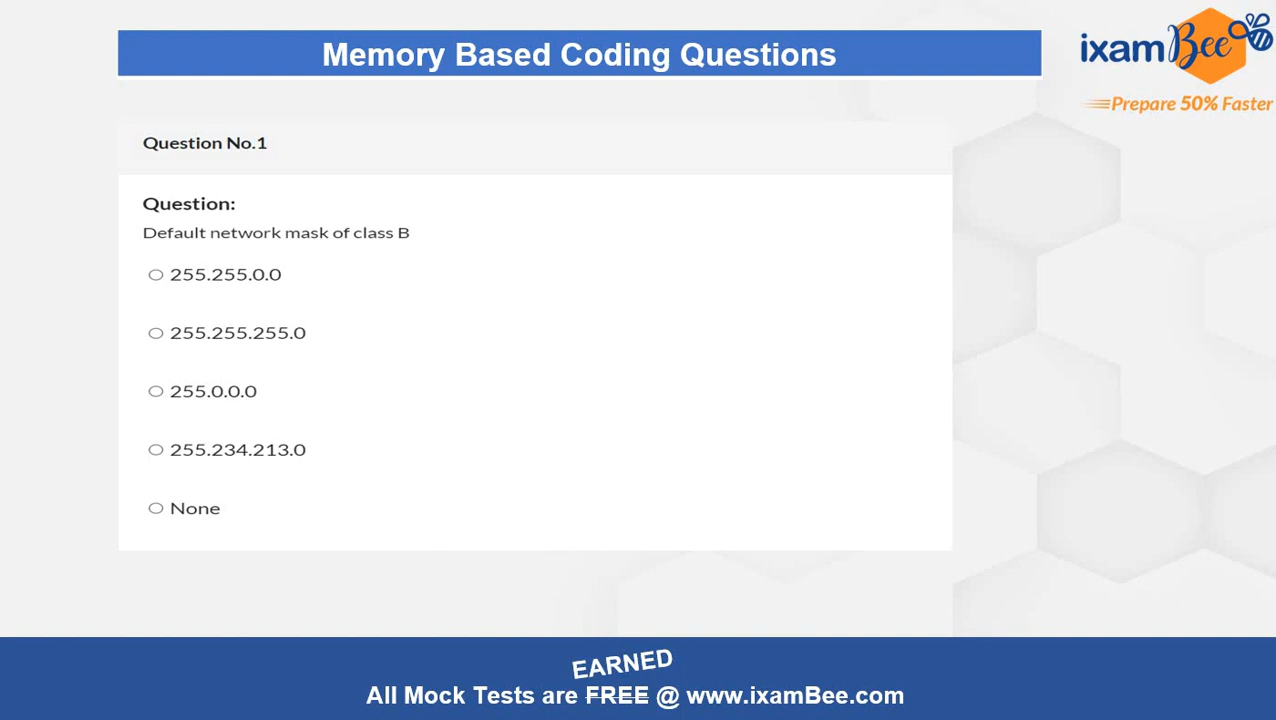 Memory Based Coding Questions
ixamBee
Prepare 50% Faster
Question No.1
Question:
Default network mask of class B
255.255.0.0
255.255.255.0
255.0.0.0
255.234.213.0
None
EARNED
All Mock Tests are FREE @ www.ixamBee.com